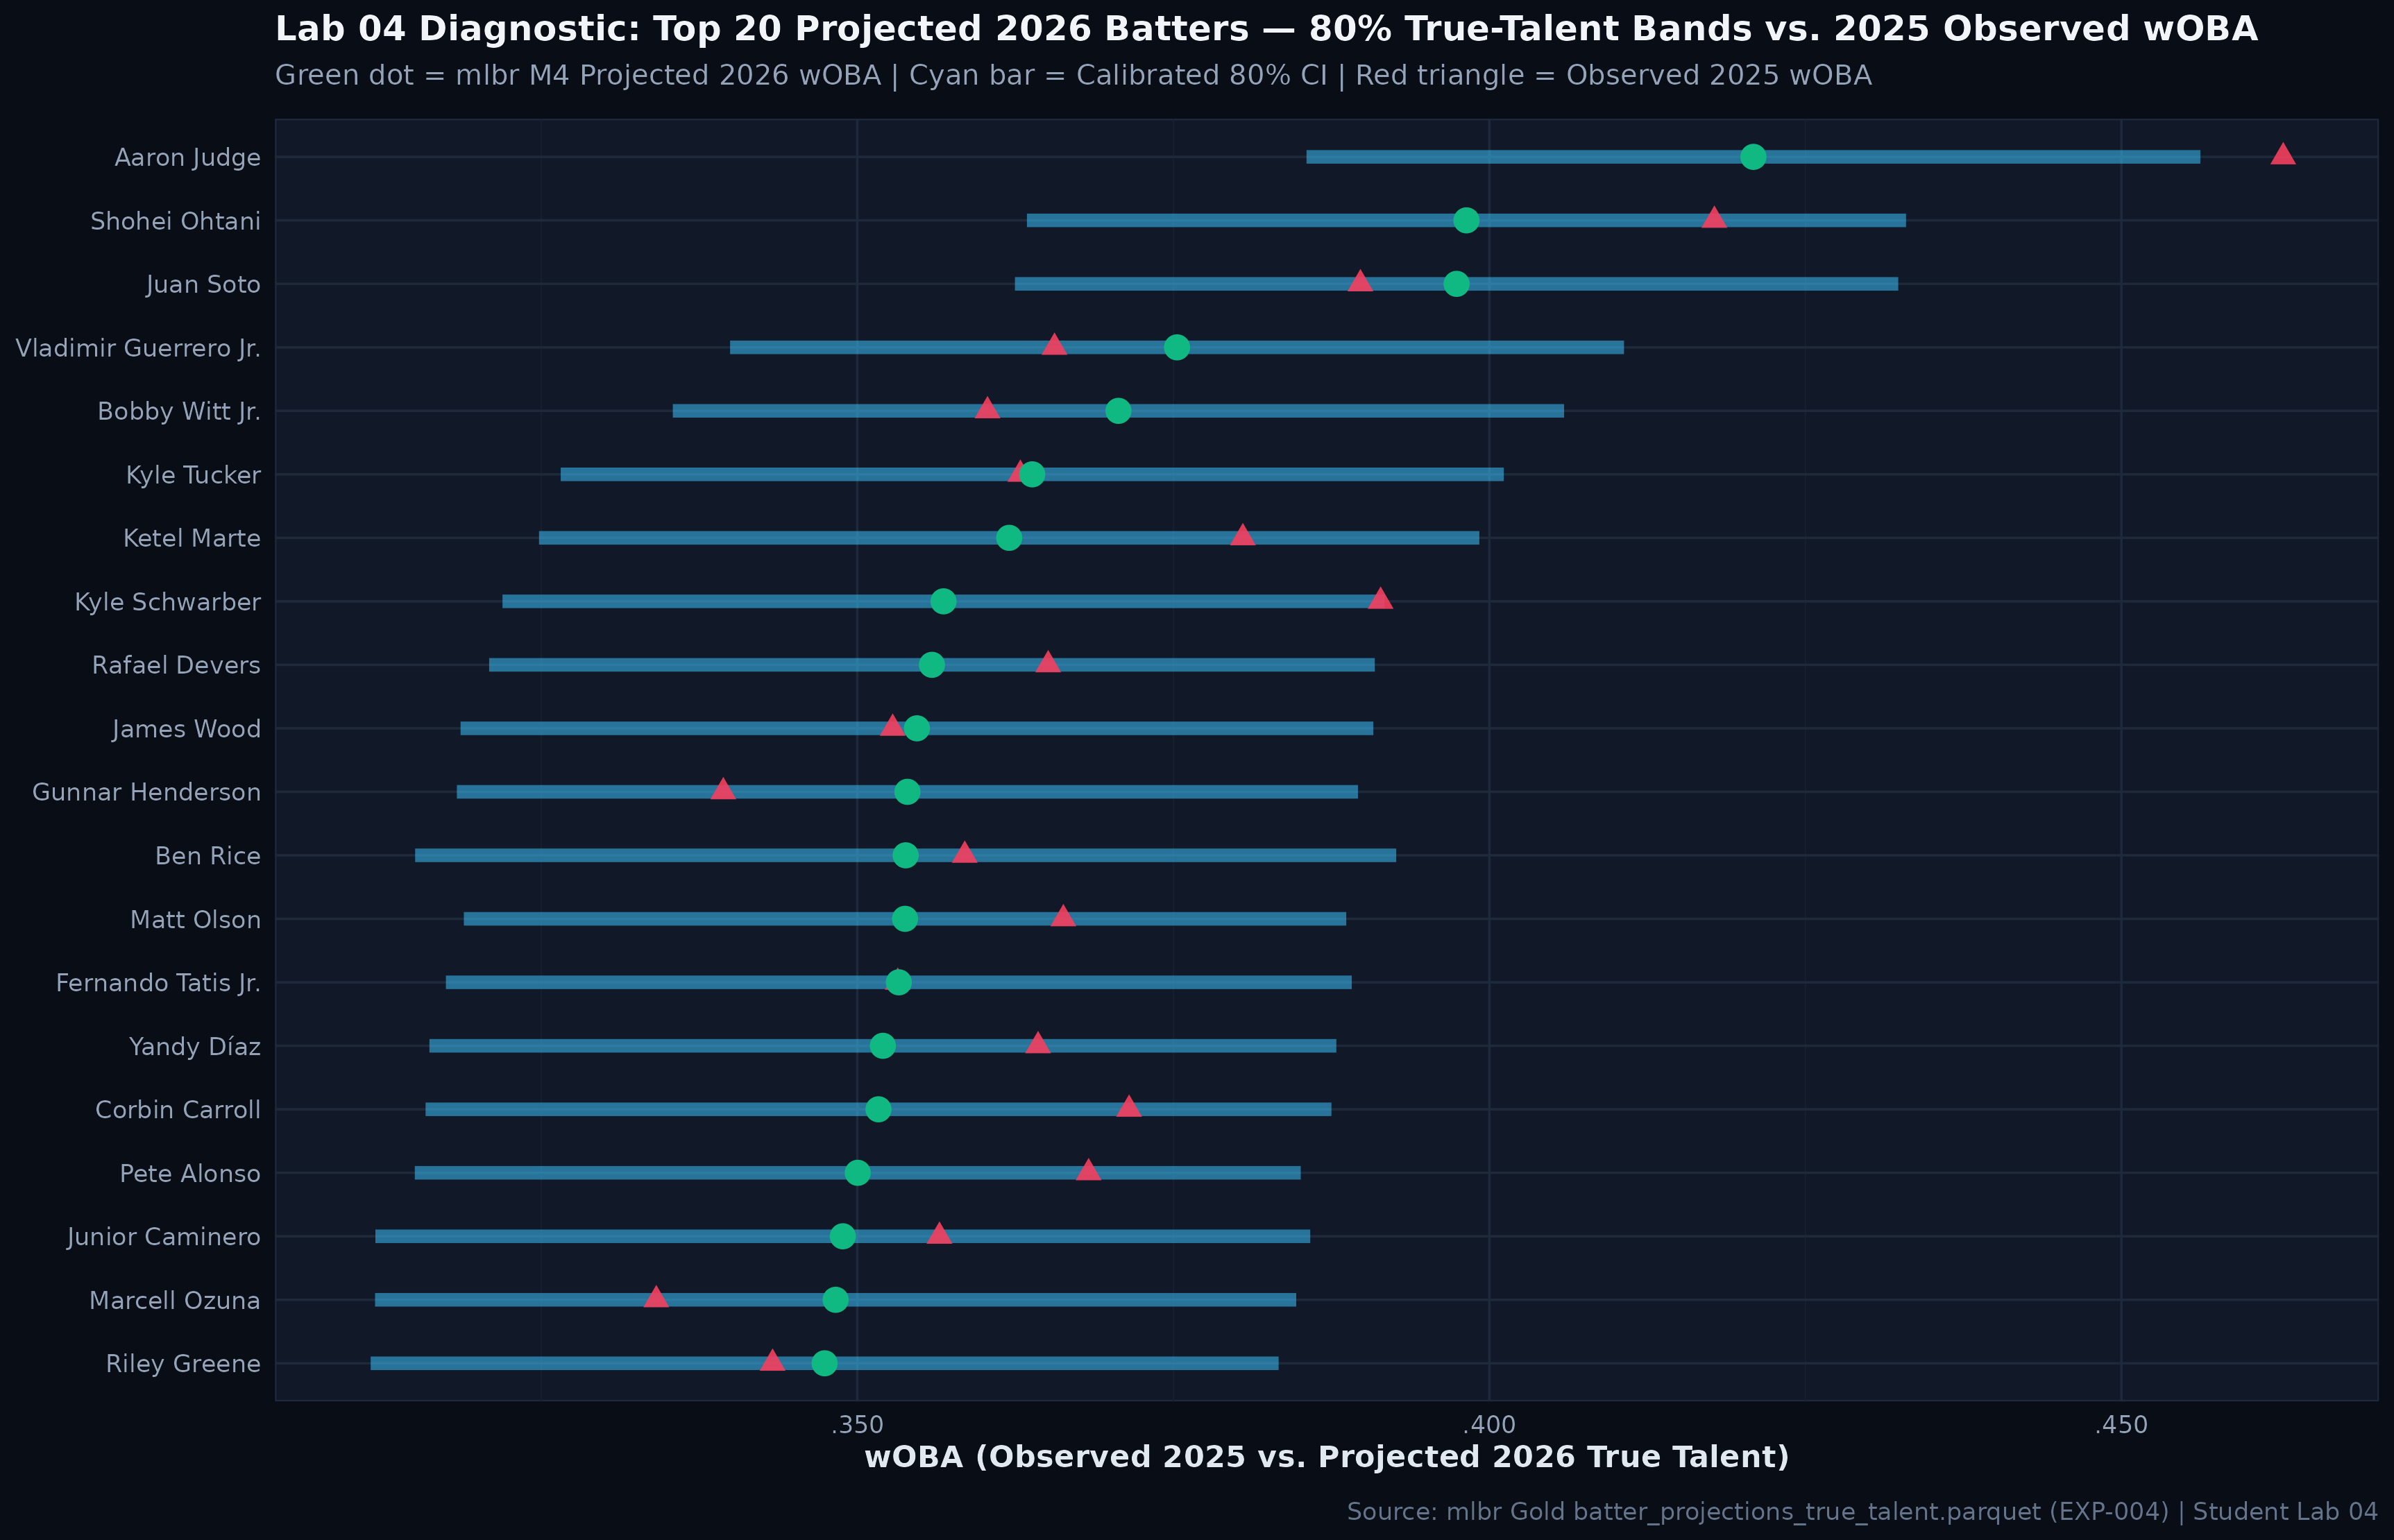 Lab 04 Diagnostic: Top 20 Projected 2026 Batters — 80% True-Talent Bands vs. 2025 Observed wOBA
Green dot = mlbr M4 Projected 2026 wOBA | Cyan bar = Calibrated 80% CI | Red triangle = Observed 2025 wOBA
Aaron Judge
Shohei Ohtani
Juan Soto
Vladimir Guerrero Jr.
Bobby Witt Jr.
Kyle Tucker
Ketel Marte
Kyle Schwarber
Rafael Devers
James Wood
Gunnar Henderson
Ben Rice
Matt Olson
Fernando Tatis Jr.
Yandy Díaz
Corbin Carroll
Pete Alonso
Junior Caminero
Marcell Ozuna
Riley Greene
.350 .400 .450
wOBA (Observed 2025 vs. Projected 2026 True Talent)
Source: mlbr Gold batter_projections_true_talent.parquet (EXP-004) | Student Lab 04